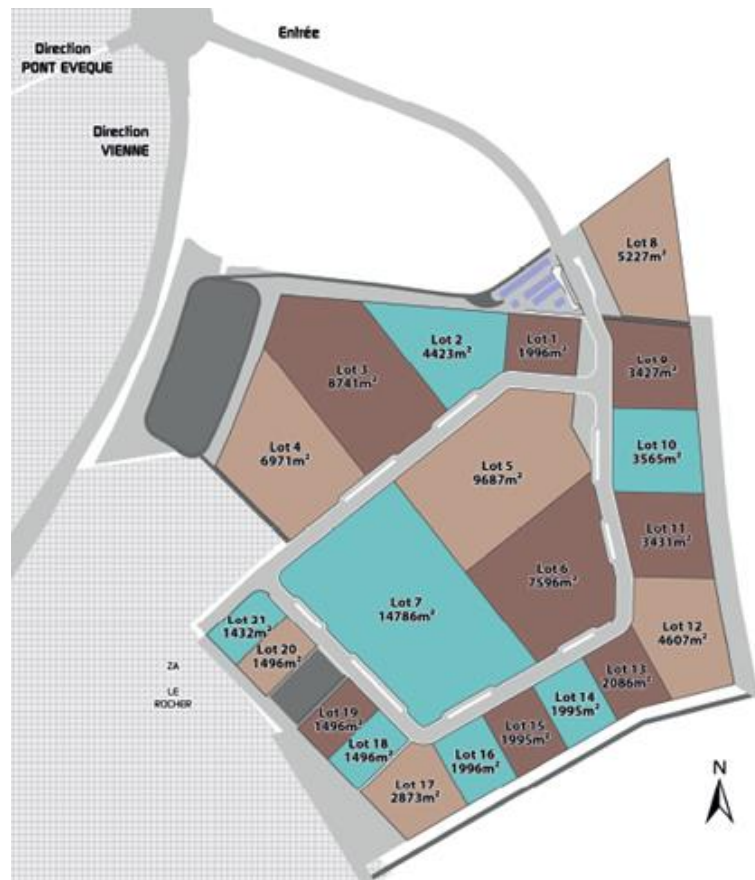 Entrée
Direction
PONT EVEQUE
Direction
VIENNE
Lot 8
5227m²
Lot 1
1996m²
Lot 2
4423m²
Lot 3
8741m²
Lot 9
3427m²
Lot 4
6971m²
Lot 10
3565m²
Lot 5
9687m²
Lot 11
3431m²
Lot 6
7596m²
Lot 7
14786m²
Lot 12
4607m²
Lot 21
1432m²
Lot 20
1496m²
ZA
LE
ROCHER
Lot 13
2086m²
Lot 14
1995m²
Lot 19
1496m²
Lot 15
1995m²
Lot 18
1496m²
Lot 16
1996m²
Lot 17
2873m²
N